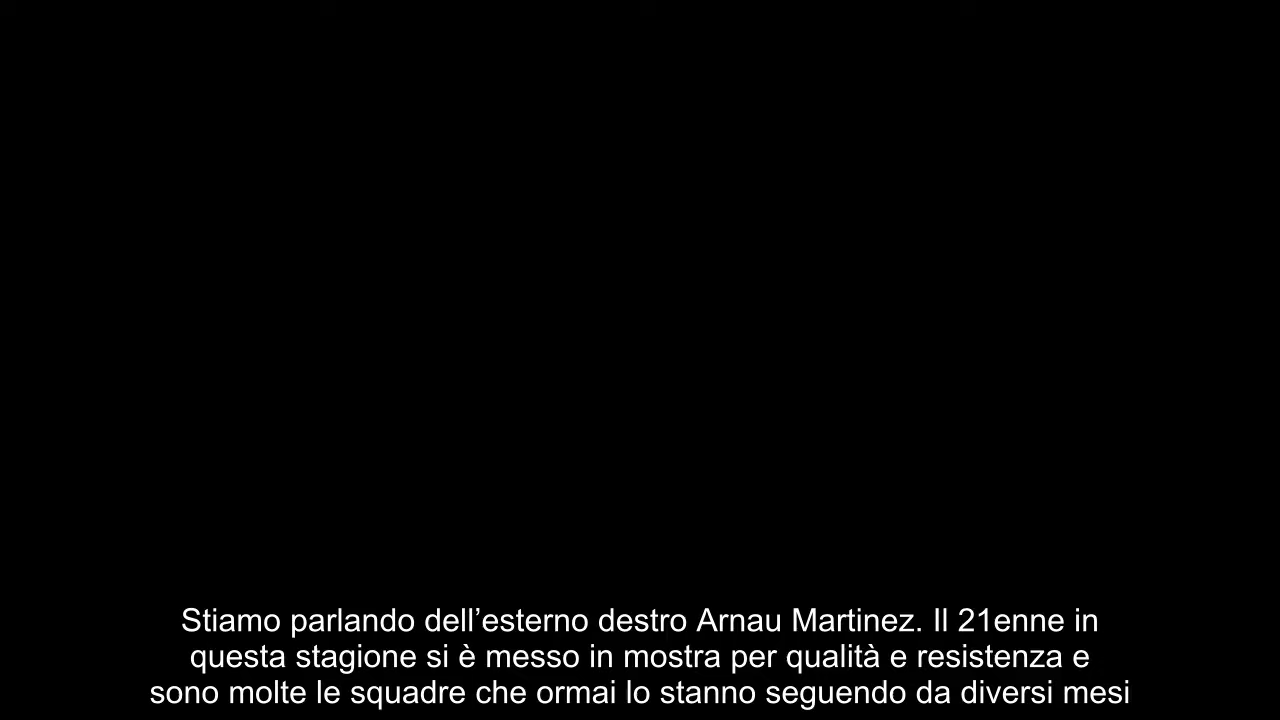 Stiamo parlando dell’esterno destro Arnau Martinez. Il 21enne in
questa stagione si è messo in mostra per qualità e resistenza e
sono molte le squadre che ormai lo stanno seguendo da diversi mesi